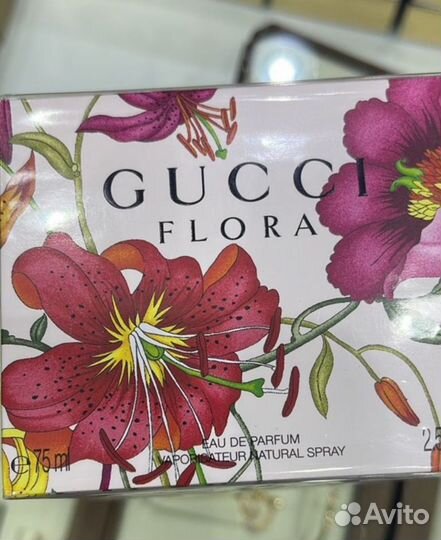 GUCCI
FLORA
EAU DE PARFUM
VAPORISATEUR NATURAL SPRAY
e 75 ml
2.5
Avito